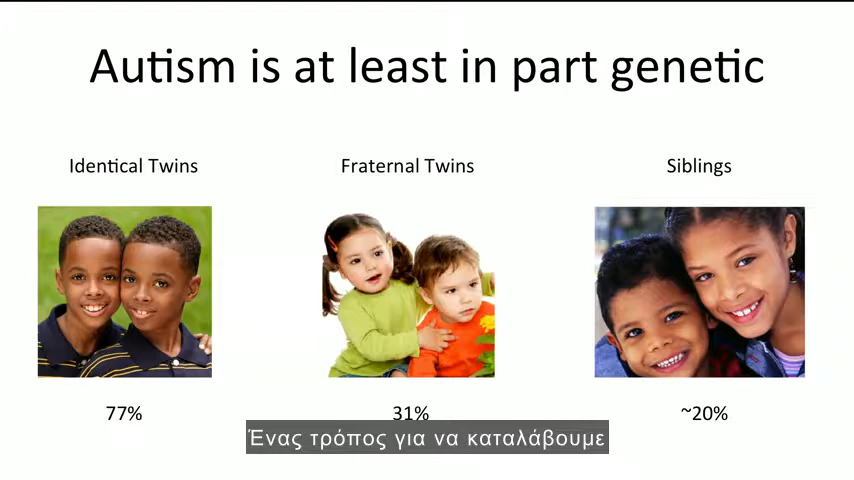 Autism is at least in part genetic
Identical Twins
Fraternal Twins
Siblings
77%
31%
~20%
Ένας τρόπος για να καταλάβουμε